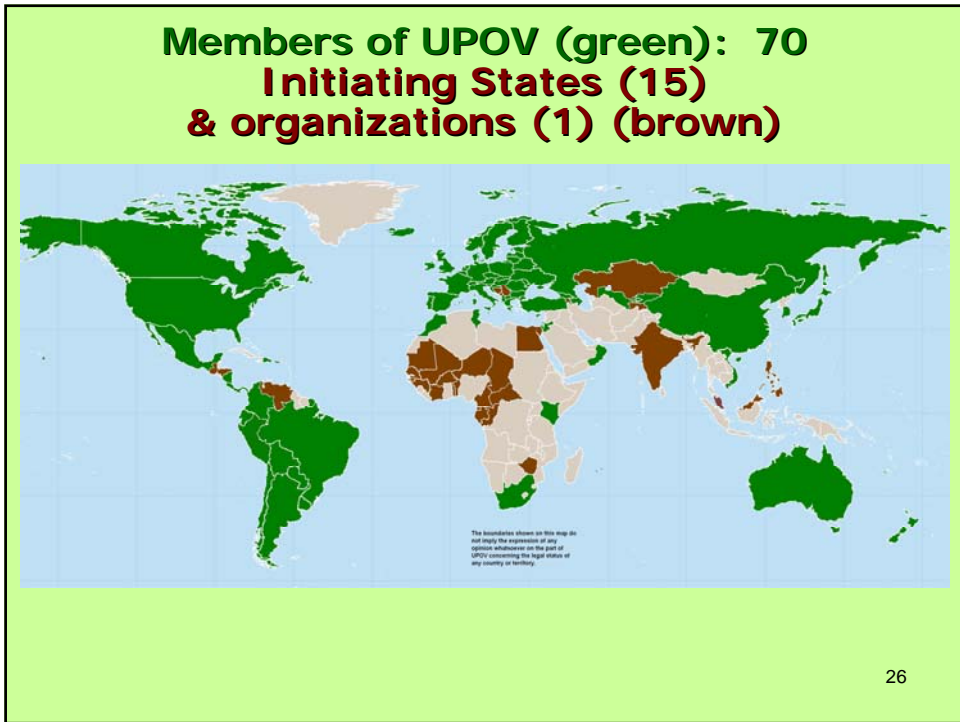 Members of UPOV (green):  70
Initiating States (15)
& organizations (1) (brown)
The boundaries shown on this map do
not imply the expression of any
opinion whatsoever on the part of
UPOV concerning the legal status of
any country or territory.
26